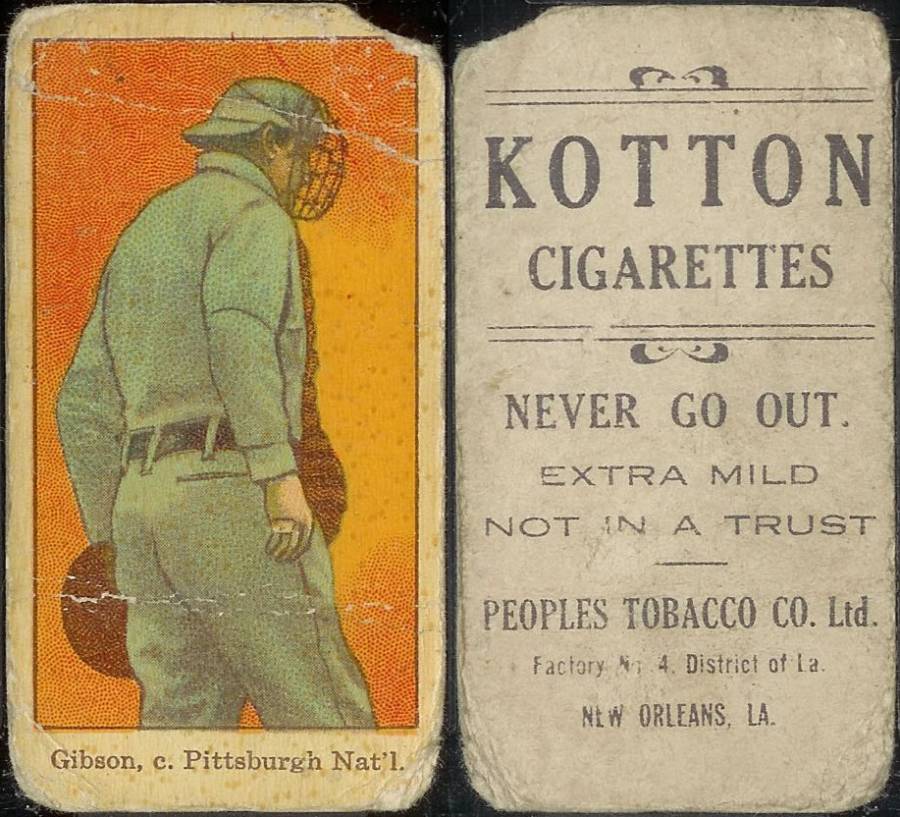 Gibson, c. Pittsburgh Nat'l.
KOTTON
CIGARETTES
NEVER GO OUT.
EXTRA MILD
NOT IN A TRUST
PEOPLES TOBACCO CO. Ltd.
Factory No 4. District of La.
NEW ORLEANS, LA.